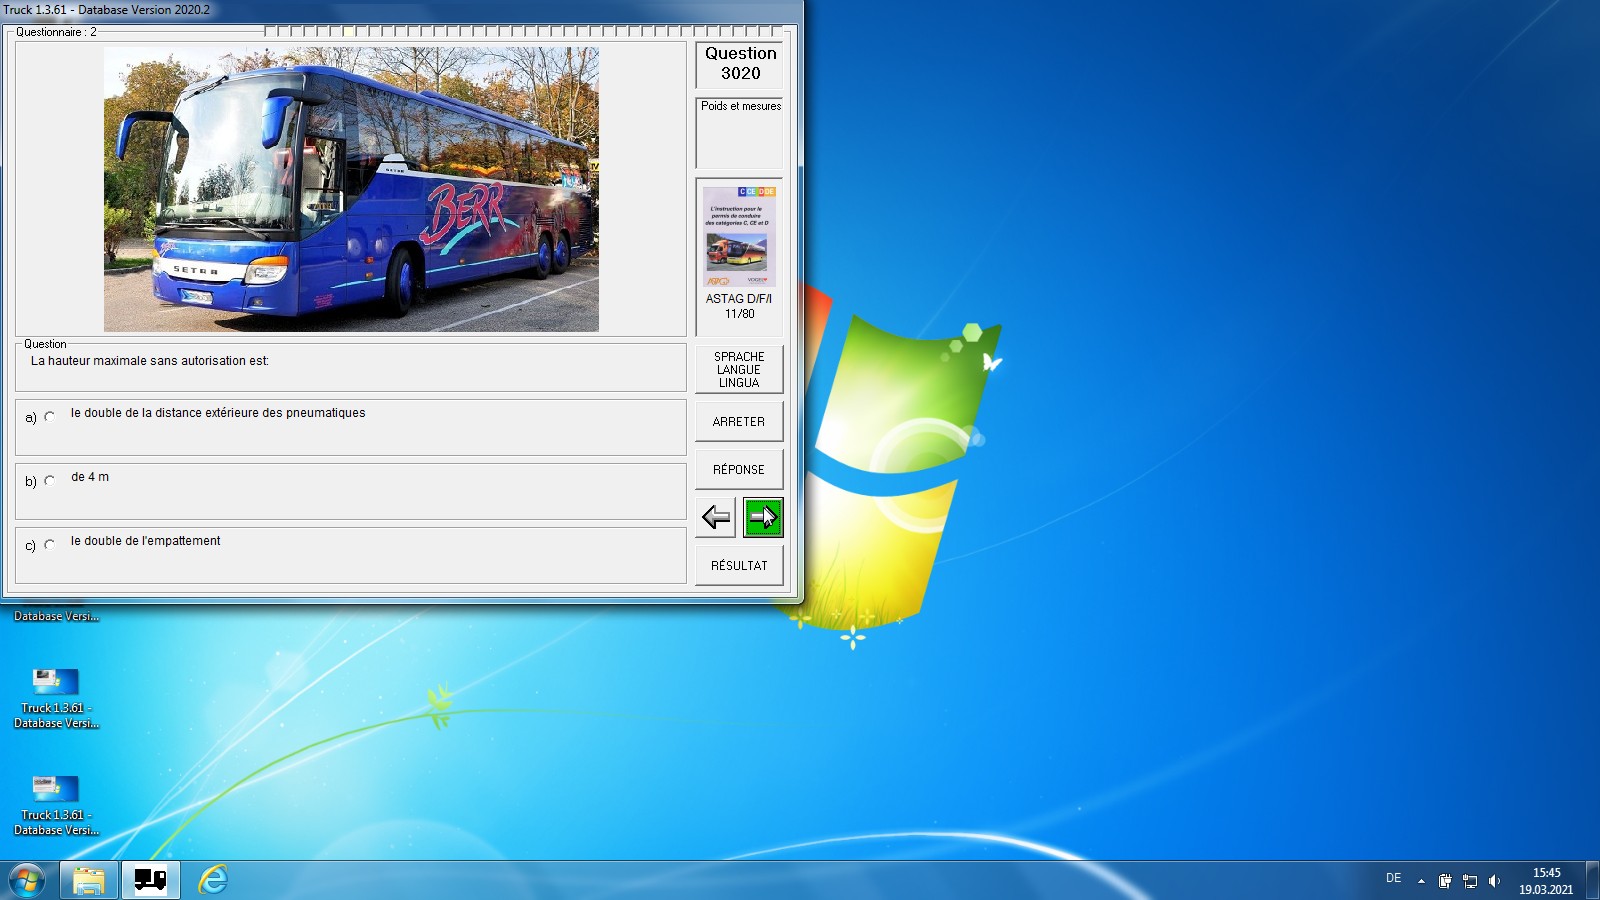 Truck 1.3.61 - Database Version 2020.2
Questionnaire : 2
BERR
SETRA
Question
3020
Poids et mesures
C CE D DE
L'instruction pour le
permis de conduire
des catégories C, CE et D
ASTAG D/F/I
11/80
Question
La hauteur maximale sans autorisation est:
a) le double de la distance extérieure des pneumatiques
b) de 4 m
c) le double de l'empattement
SPRACHE
LANGUE
LINGUA
ARRETER
RÉPONSE
RÉSULTAT
Database Versi...
Truck 1.3.61 -
Database Versi...
Truck 1.3.61 -
Database Versi...
DE
15:45
19.03.2021